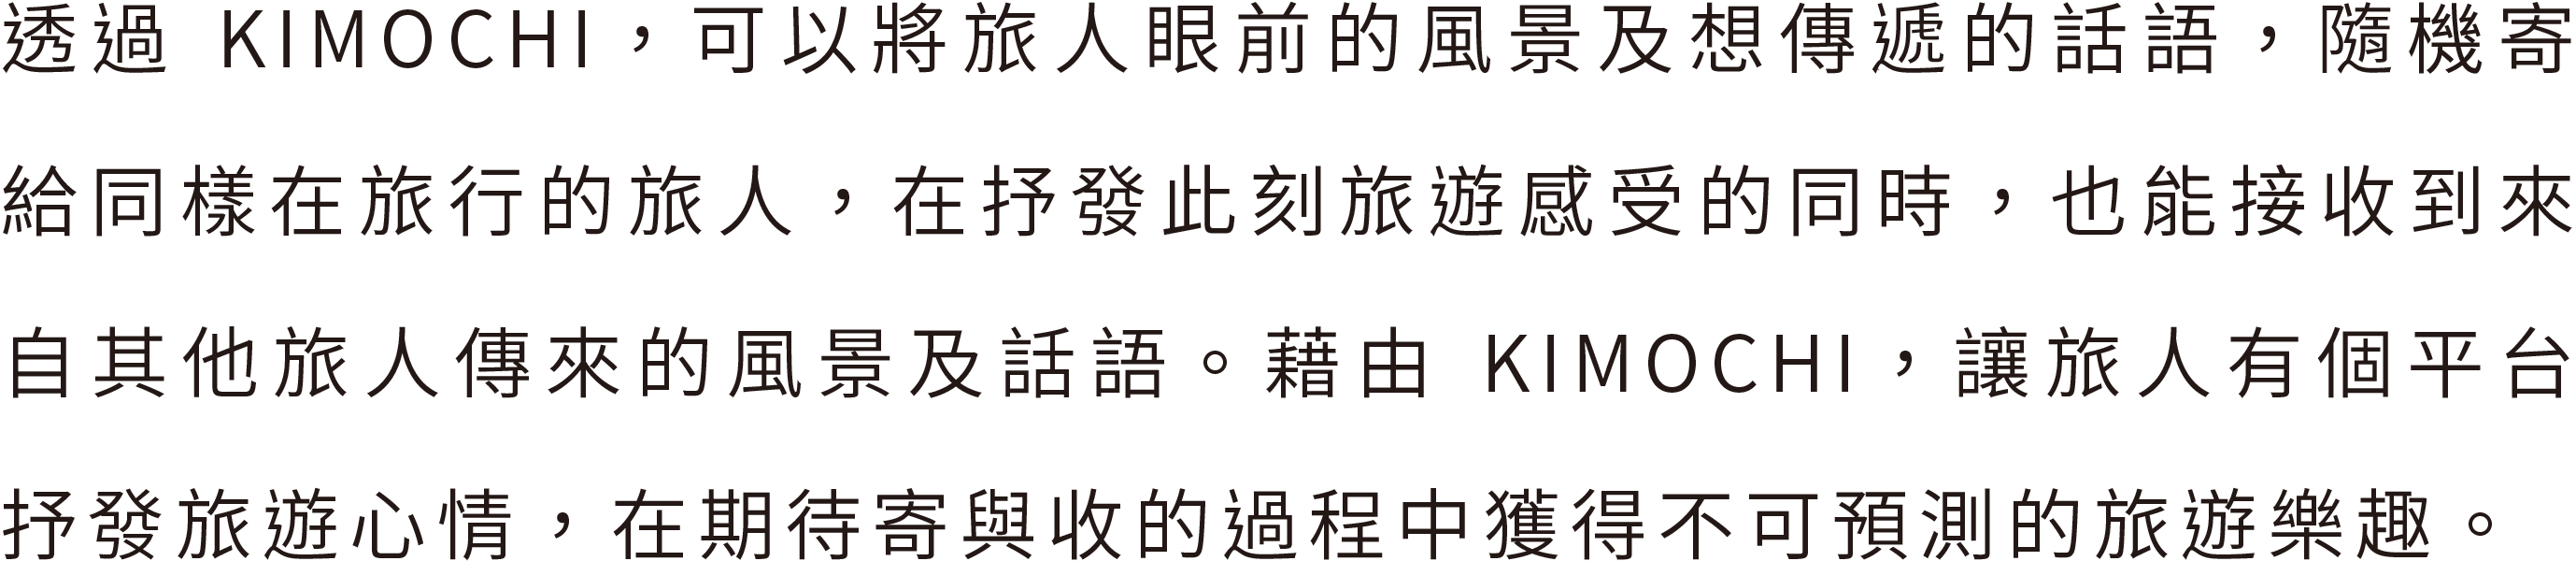 透過 KIMOCHI，可以將旅人眼前的風景及想傳遞的話語，隨機寄
給同樣在旅行的旅人，在抒發此刻旅遊感受的同時，也能接收到來
自其他旅人傳來的風景及話語。藉由 KIMOCHI，讓旅人有個平台
抒發旅遊心情，在期待寄與收的過程中獲得不可預測的旅遊樂趣。